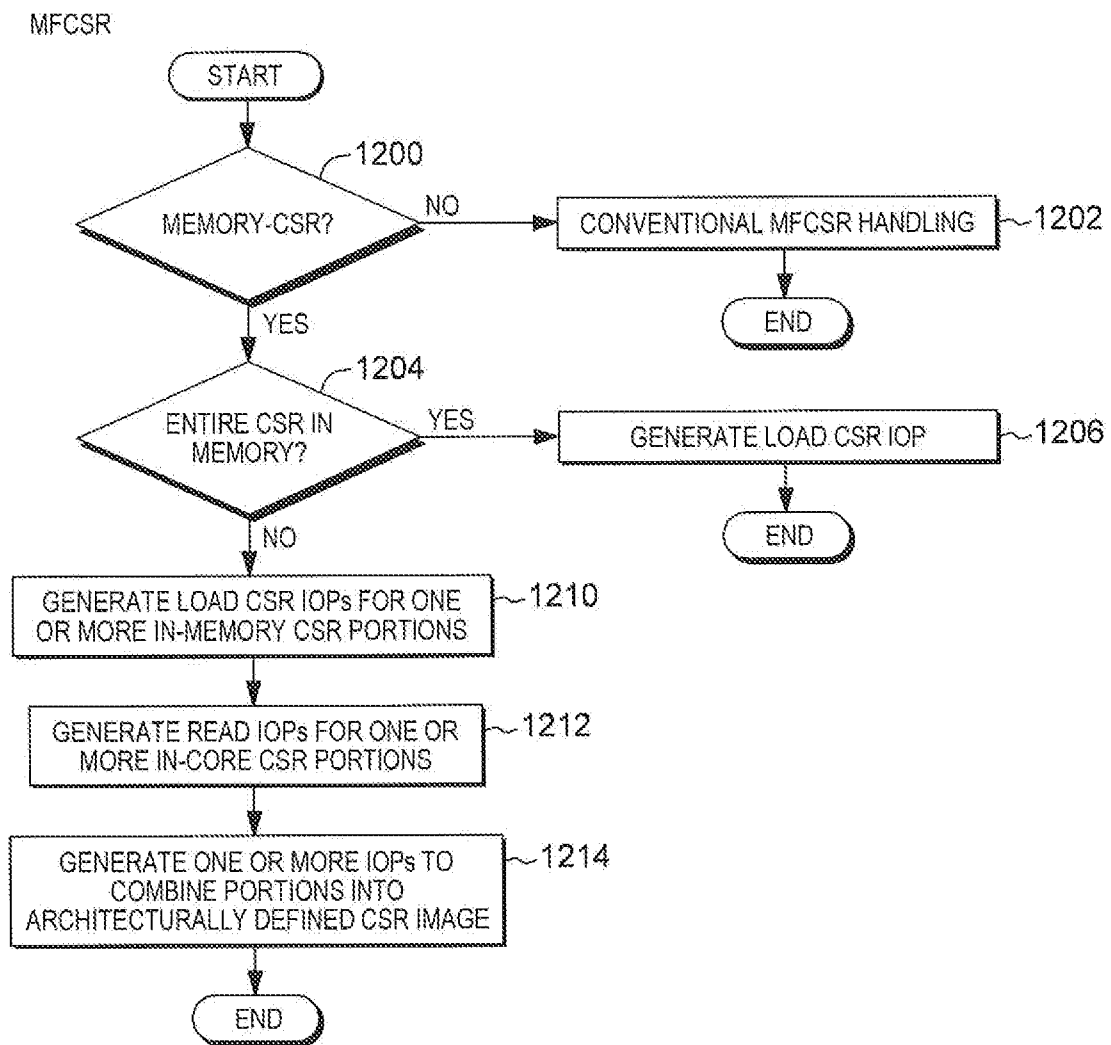 MFCSR
START
1200
MEMORY-CSR?
NO
CONVENTIONAL MFCSR HANDLING
1202
END
YES
1204
ENTIRE CSR IN
MEMORY?
YES
GENERATE LOAD CSR IOP
1206
END
NO
GENERATE LOAD CSR IOPs FOR ONE
OR MORE IN-MEMORY CSR PORTIONS
1210
GENERATE READ IOPs FOR ONE OR
MORE IN-CORE CSR PORTIONS
1212
GENERATE ONE OR MORE IOPs TO
COMBINE PORTIONS INTO
ARCHITECTURALLY DEFINED CSR IMAGE
1214
END